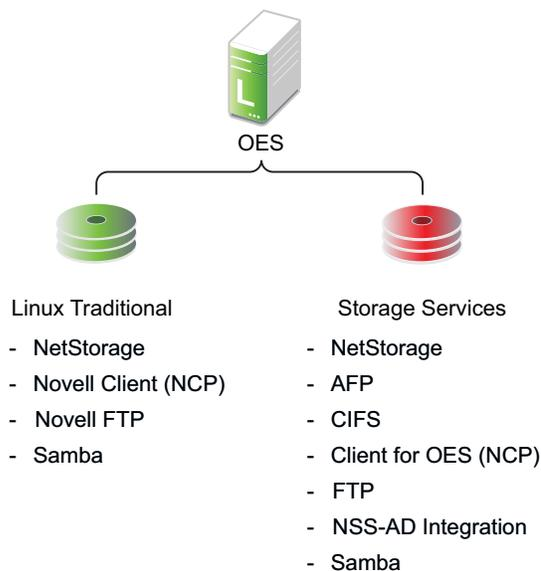 L
OES
Linux Traditional
- NetStorage
- Novell Client (NCP)
- Novell FTP
- Samba
Storage Services
- NetStorage
- AFP
- CIFS
- Client for OES (NCP)
- FTP
- NSS-AD Integration
- Samba